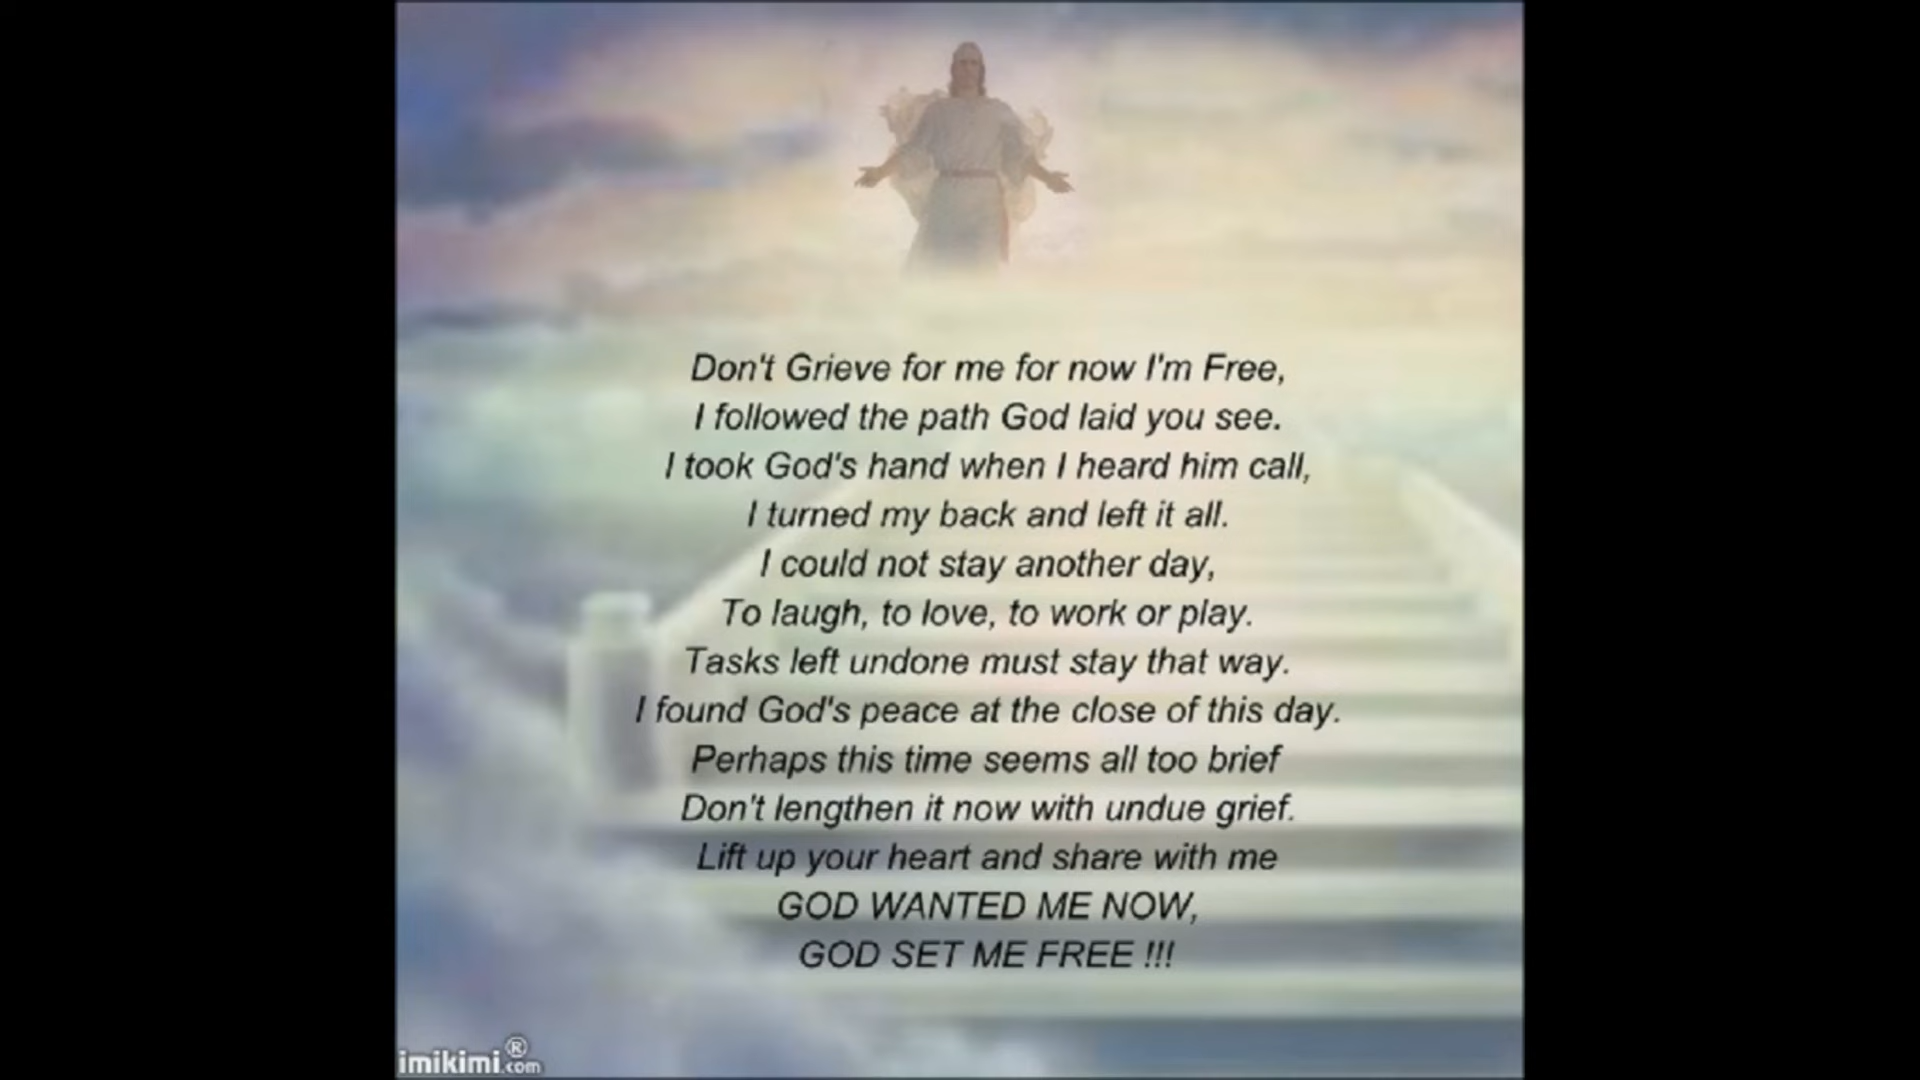 Don't Grieve for me for now I'm Free,
I followed the path God laid you see.
I took God's hand when I heard him call,
I turned my back and left it all.
I could not stay another day,
To laugh, to love, to work or play.
Tasks left undone must stay that way.
I found God's peace at the close of this day.
Perhaps this time seems all too brief
Don't lengthen it now with undue grief.
Lift up your heart and share with me
GOD WANTED ME NOW,
GOD SET ME FREE !!!
imikimi®.com